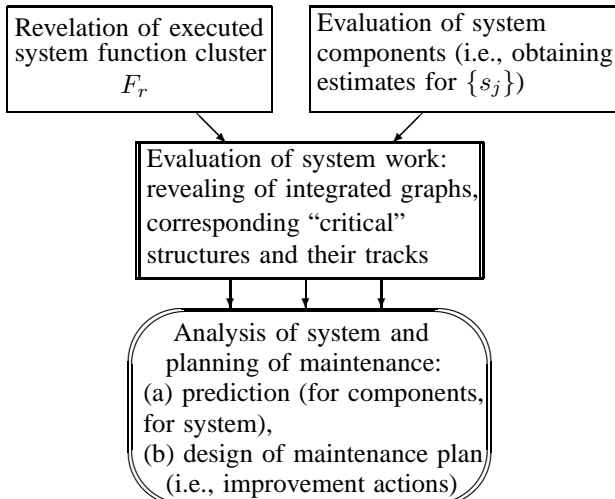 Revelation of executed
system function cluster
F_r
Evaluation of system
components (i.e., obtaining
estimates for {s_j})
Evaluation of system work:
revealing of integrated graphs,
corresponding “critical”
structures and their tracks
Analysis of system and
planning of maintenance:
(a) prediction (for components,
for system),
(b) design of maintenance plan
(i.e., improvement actions)